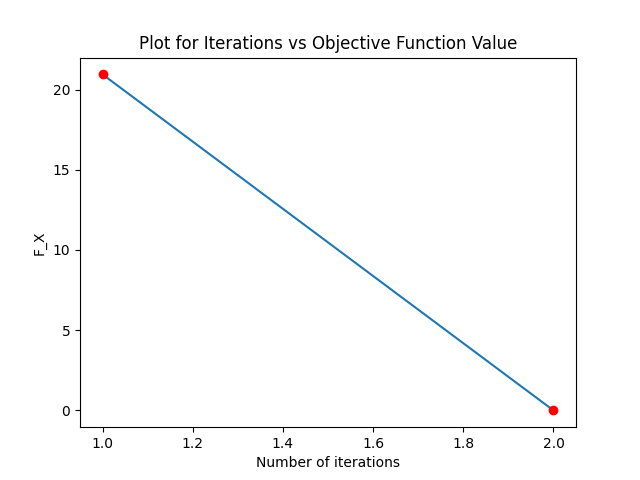 Plot for Iterations vs Objective Function Value
20
15
10
5
0
F_X
1.0 1.2 1.4 1.6 1.8 2.0
Number of iterations